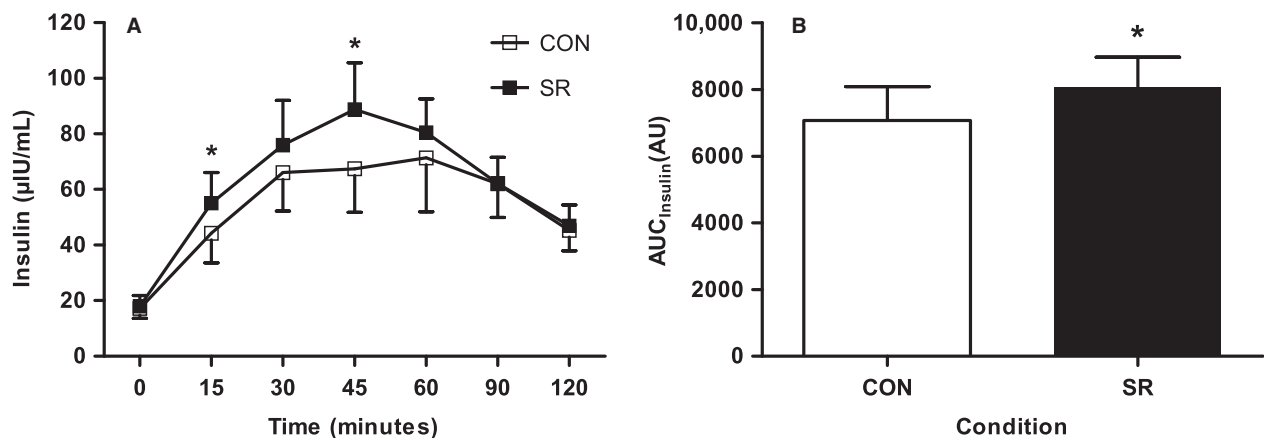 A
120
100
80
60
40
20
0
Insulin (µIU/mL)
*
*
CON
SR
0 15 30 45 60 90 120
Time (minutes)
B
10,000
8000
6000
4000
2000
0
AUCInsulin(AU)
*
CON SR
Condition